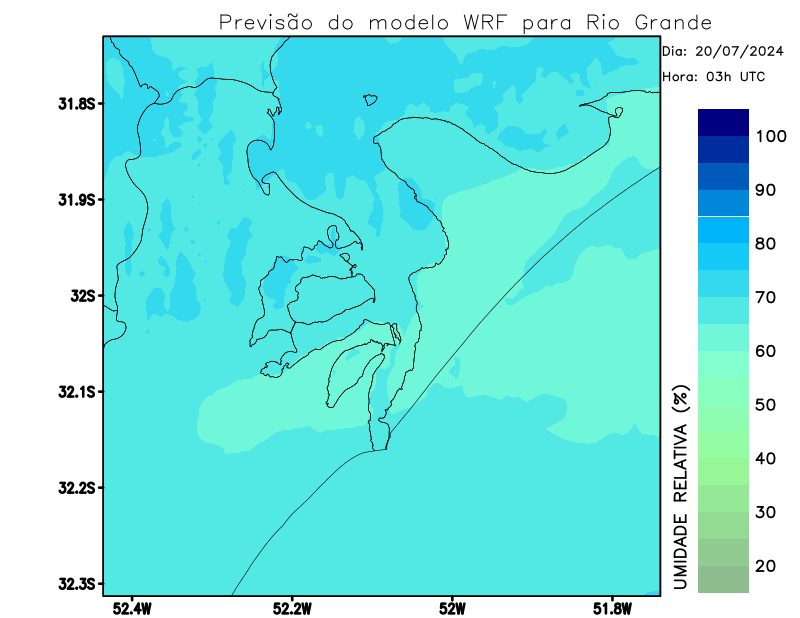 Previsão do modelo WRF para Rio Grande
Dia: 20/07/2024
Hora: 03h UTC
31.8S
31.9S
32S
32.1S
32.2S
32.3S
52.4W
52.2W
52W
51.8W
UMIDADE RELATIVA (%)
100
90
80
70
60
50
40
30
20